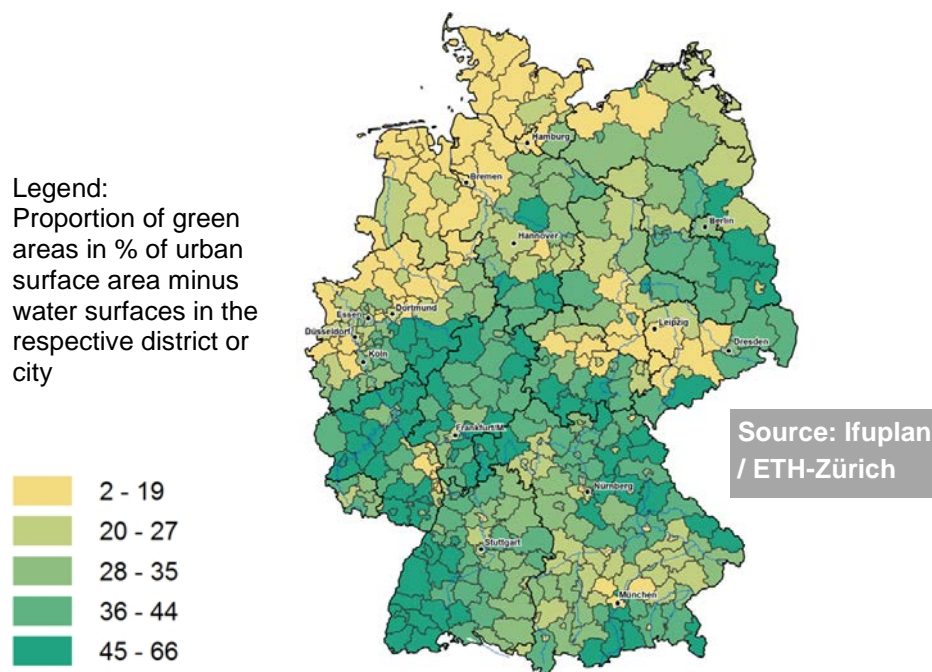 Legend:
Proportion of green
areas in % of urban
surface area minus
water surfaces in the
respective district or
city
2 - 19
20 - 27
28 - 35
36 - 44
45 - 66
Hamburg
Bremen
Berlin
Hannover
Essen
Dortmund
Düsseldorf
Köln
Leipzig
Dresden
Frankfurt/M.
Nürnberg
Stuttgart
München
Source: Ifuplan
/ ETH-Zürich